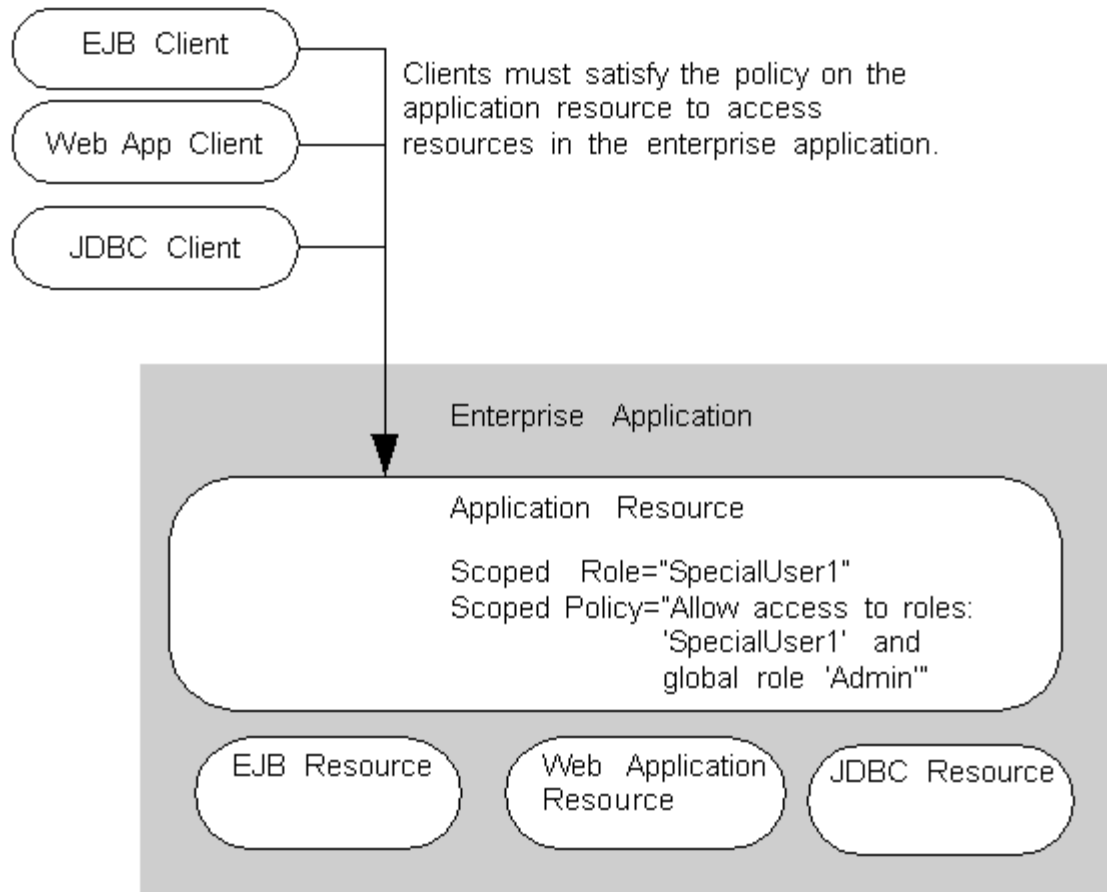 EJB Client
Clients must satisfy the policy on the
application resource to access
resources in the enterprise application.
Web App Client
JDBC Client
Enterprise Application
Application Resource
Scoped Role="SpecialUser1"
Scoped Policy="Allow access to roles:
'SpecialUser1' and
global role 'Admin'"
EJB Resource
Web Application
Resource
JDBC Resource